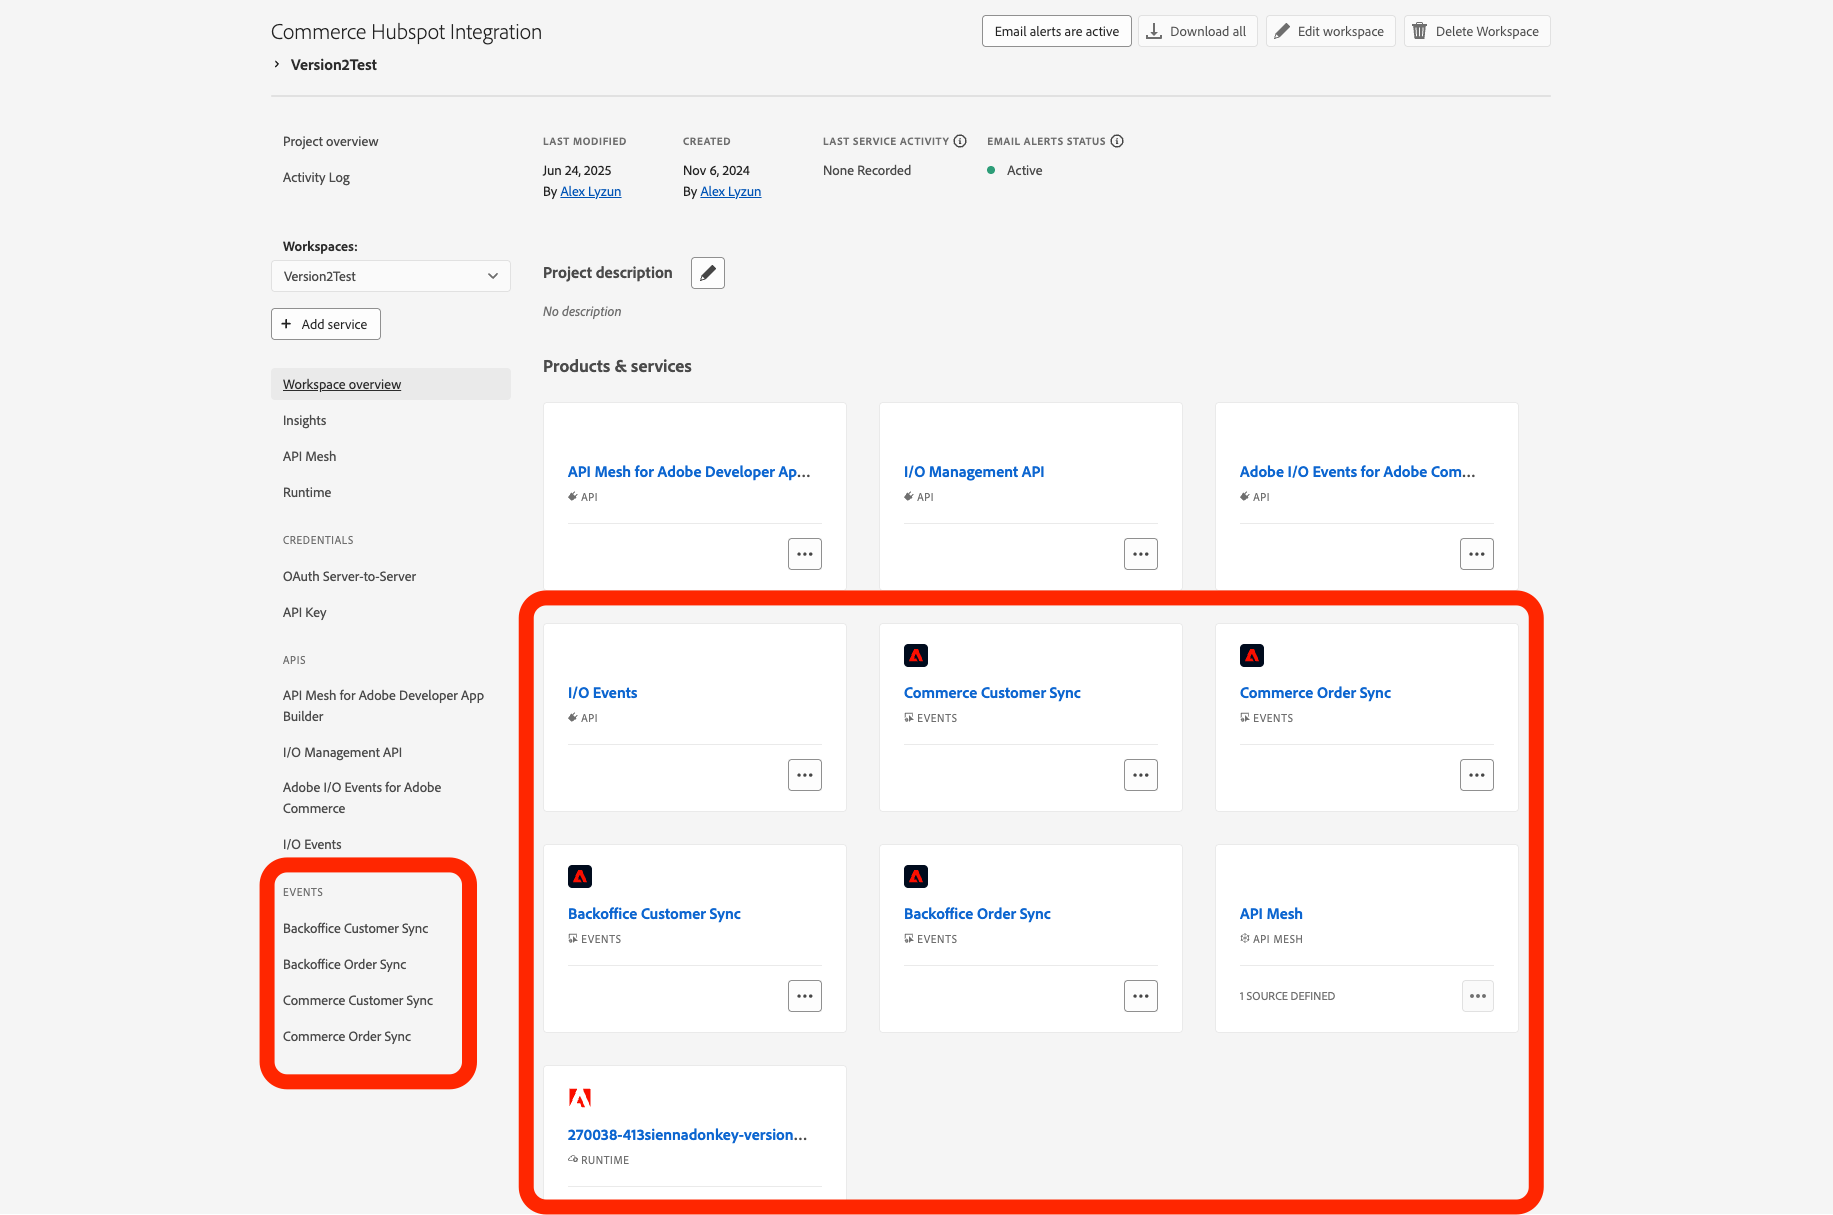 Commerce Hubspot Integration
Email alerts are active
Download all
Edit workspace
Delete Workspace
Version2Test
Project overview
Activity Log
LAST MODIFIED
Jun 24, 2025
By Alex Lyzun
CREATED
Nov 6, 2024
By Alex Lyzun
LAST SERVICE ACTIVITY
None Recorded
EMAIL ALERTS STATUS
Active
Workspaces:
Version2Test
+ Add service
Workspace overview
Insights
API Mesh
Runtime
CREDENTIALS
OAuth Server-to-Server
API Key
APIS
API Mesh for Adobe Developer App
Builder
I/O Management API
Adobe I/O Events for Adobe
Commerce
I/O Events
EVENTS
Backoffice Customer Sync
Backoffice Order Sync
Commerce Customer Sync
Commerce Order Sync
Project description
No description
Products & services
API Mesh for Adobe Developer Ap...
API
I/O Management API
API
Adobe I/O Events for Adobe Com...
API
I/O Events
API
Commerce Customer Sync
EVENTS
Commerce Order Sync
EVENTS
Backoffice Customer Sync
EVENTS
Backoffice Order Sync
EVENTS
API Mesh
API MESH
1 SOURCE DEFINED
270038-413siennadonkey-version...
RUNTIME